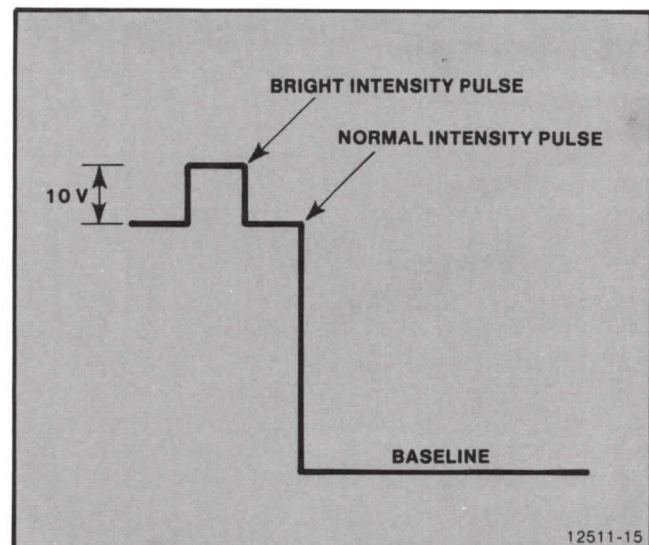 BRIGHT INTENSITY PULSE
NORMAL INTENSITY PULSE
10 V
BASELINE
12511-15